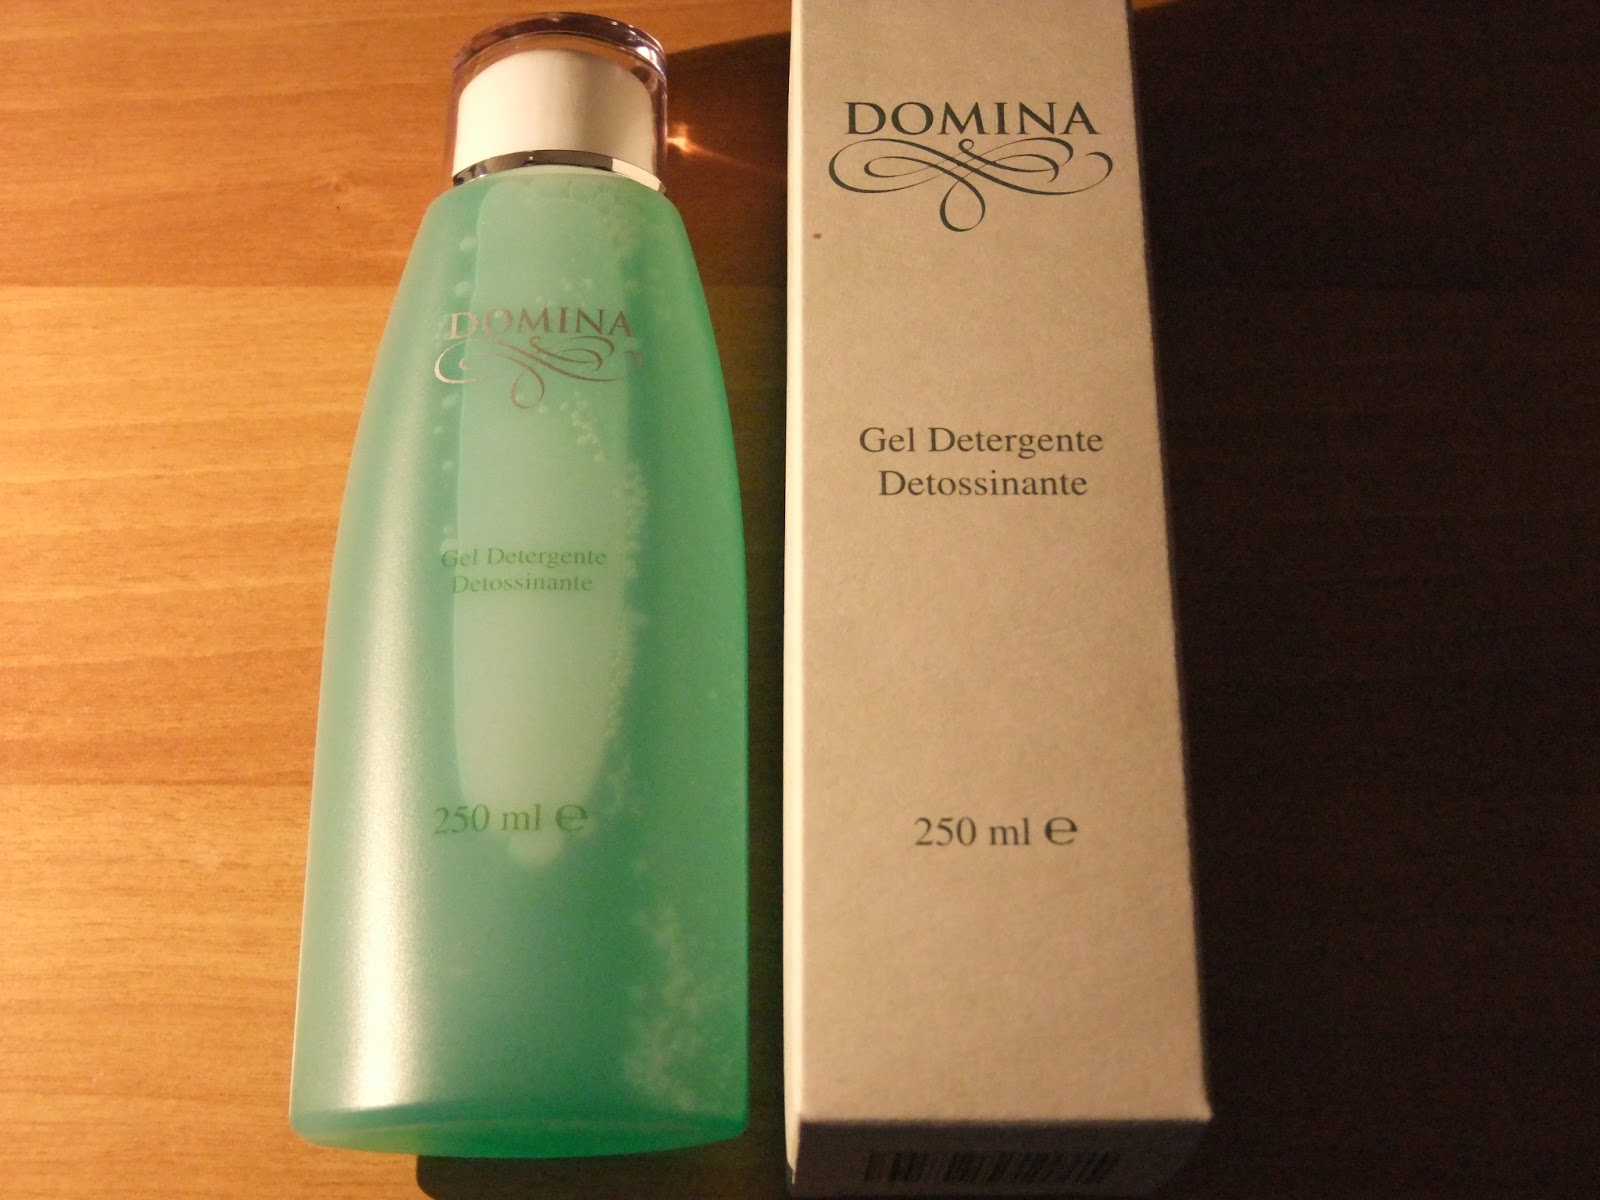 DOMINA
Gel Detergente
Detossinante
250 ml ℮
DOMINA
Gel Detergente
Detossinante
250 ml ℮